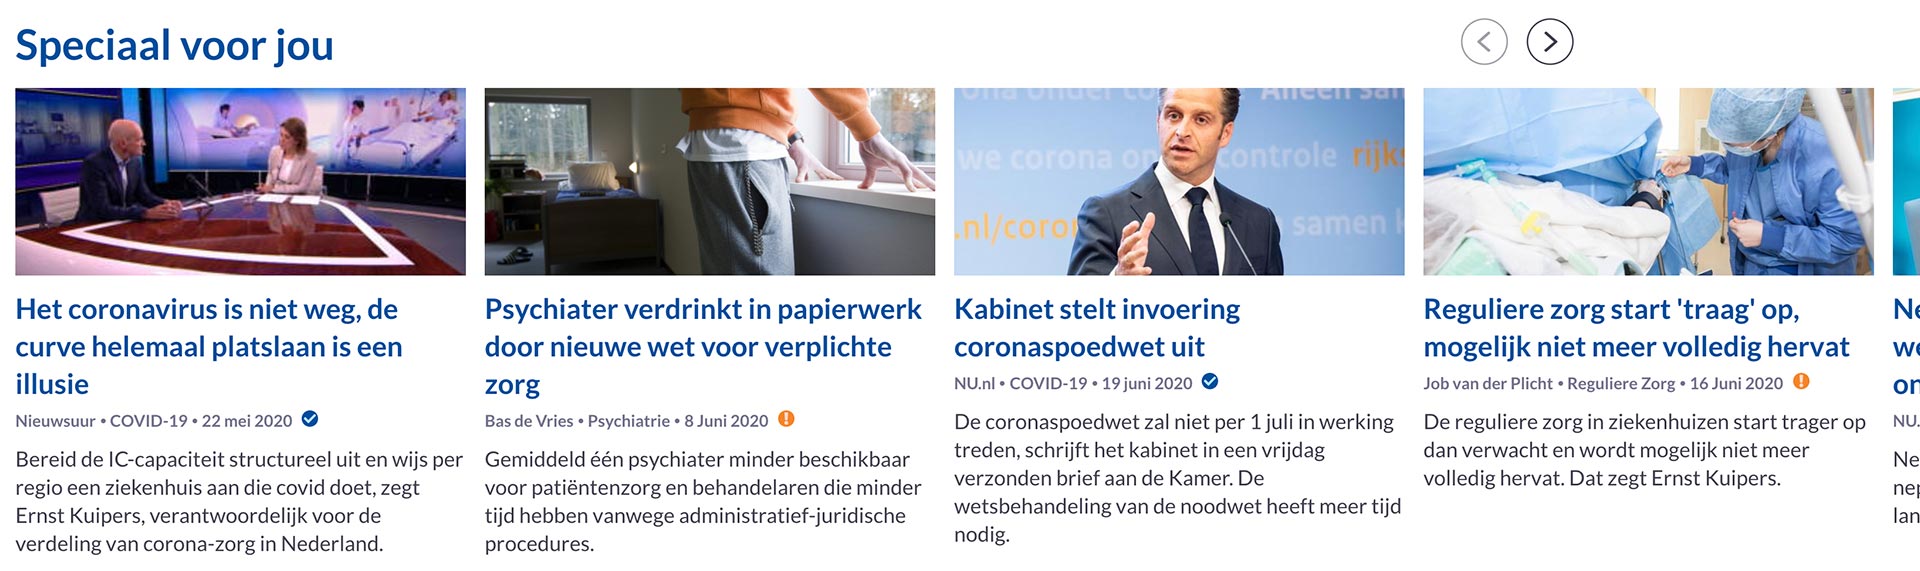 Speciaal voor jou
ona onder co
Alleen sam
we corona on
controle rijks
.nl/coron
samen k
Het coronavirus is niet weg, de
curve helemaal platslaan is een
illusie
Nieuwsuur • COVID-19 • 22 mei 2020
Bereid de IC-capaciteit structureel uit en wijs per
regio een ziekenhuis aan die covid doet, zegt
Ernst Kuipers, verantwoordelijk voor de
verdeling van corona-zorg in Nederland.
Psychiater verdrinkt in papierwerk
door nieuwe wet voor verplichte
zorg
Bas de Vries • Psychiatrie • 8 Juni 2020
Gemiddeld één psychiater minder beschikbaar
voor patiëntenzorg en behandelaren die minder
tijd hebben vanwege administratief-juridische
procedures.
Kabinet stelt invoering
coronaspoedwet uit
NU.nl • COVID-19 • 19 juni 2020
De coronaspoedwet zal niet per 1 juli in werking
treden, schrijft het kabinet in een vrijdag
verzonden brief aan de Kamer. De
wetsbehandeling van de noodwet heeft meer tijd
nodig.
Reguliere zorg start 'traag' op,
mogelijk niet meer volledig hervat
Job van der Plicht • Reguliere Zorg • 16 Juni 2020
De reguliere zorg in ziekenhuizen start trager op
dan verwacht en wordt mogelijk niet meer
volledig hervat. Dat zegt Ernst Kuipers.
Ne
we
on
NU.
Ne
nep
lan